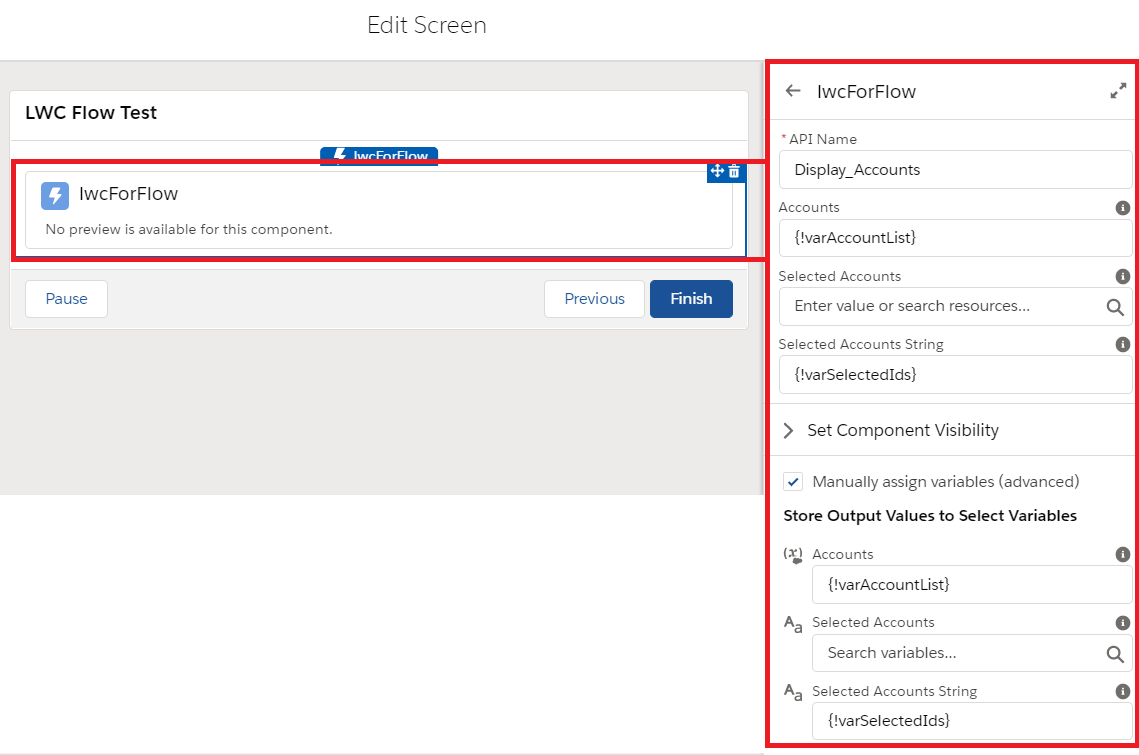 Edit Screen
LWC Flow Test
lwcForFlow
lwcForFlow
No preview is available for this component.
Pause
Previous
Finish
lwcForFlow
* API Name
Display_Accounts
Accounts
{!varAccountList}
Selected Accounts
Enter value or search resources...
Selected Accounts String
{!varSelectedIds}
Set Component Visibility
Manually assign variables (advanced)
Store Output Values to Select Variables
Accounts
{!varAccountList}
Aa Selected Accounts
Search variables...
Aa Selected Accounts String
{!varSelectedIds}